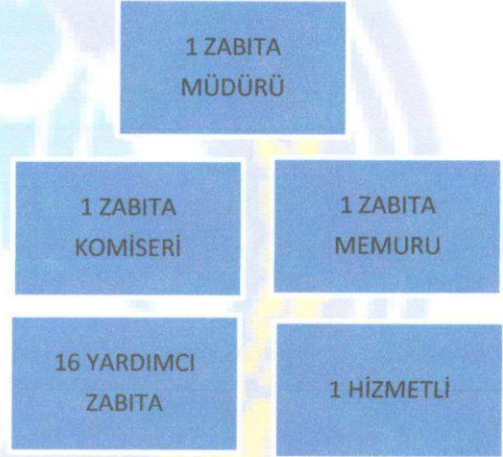 1 ZABITA
MÜDÜRÜ
1 ZABITA
KOMİSERİ
1 ZABITA
MEMURU
16 YARDIMCI
ZABITA
1 HİZMETLİ